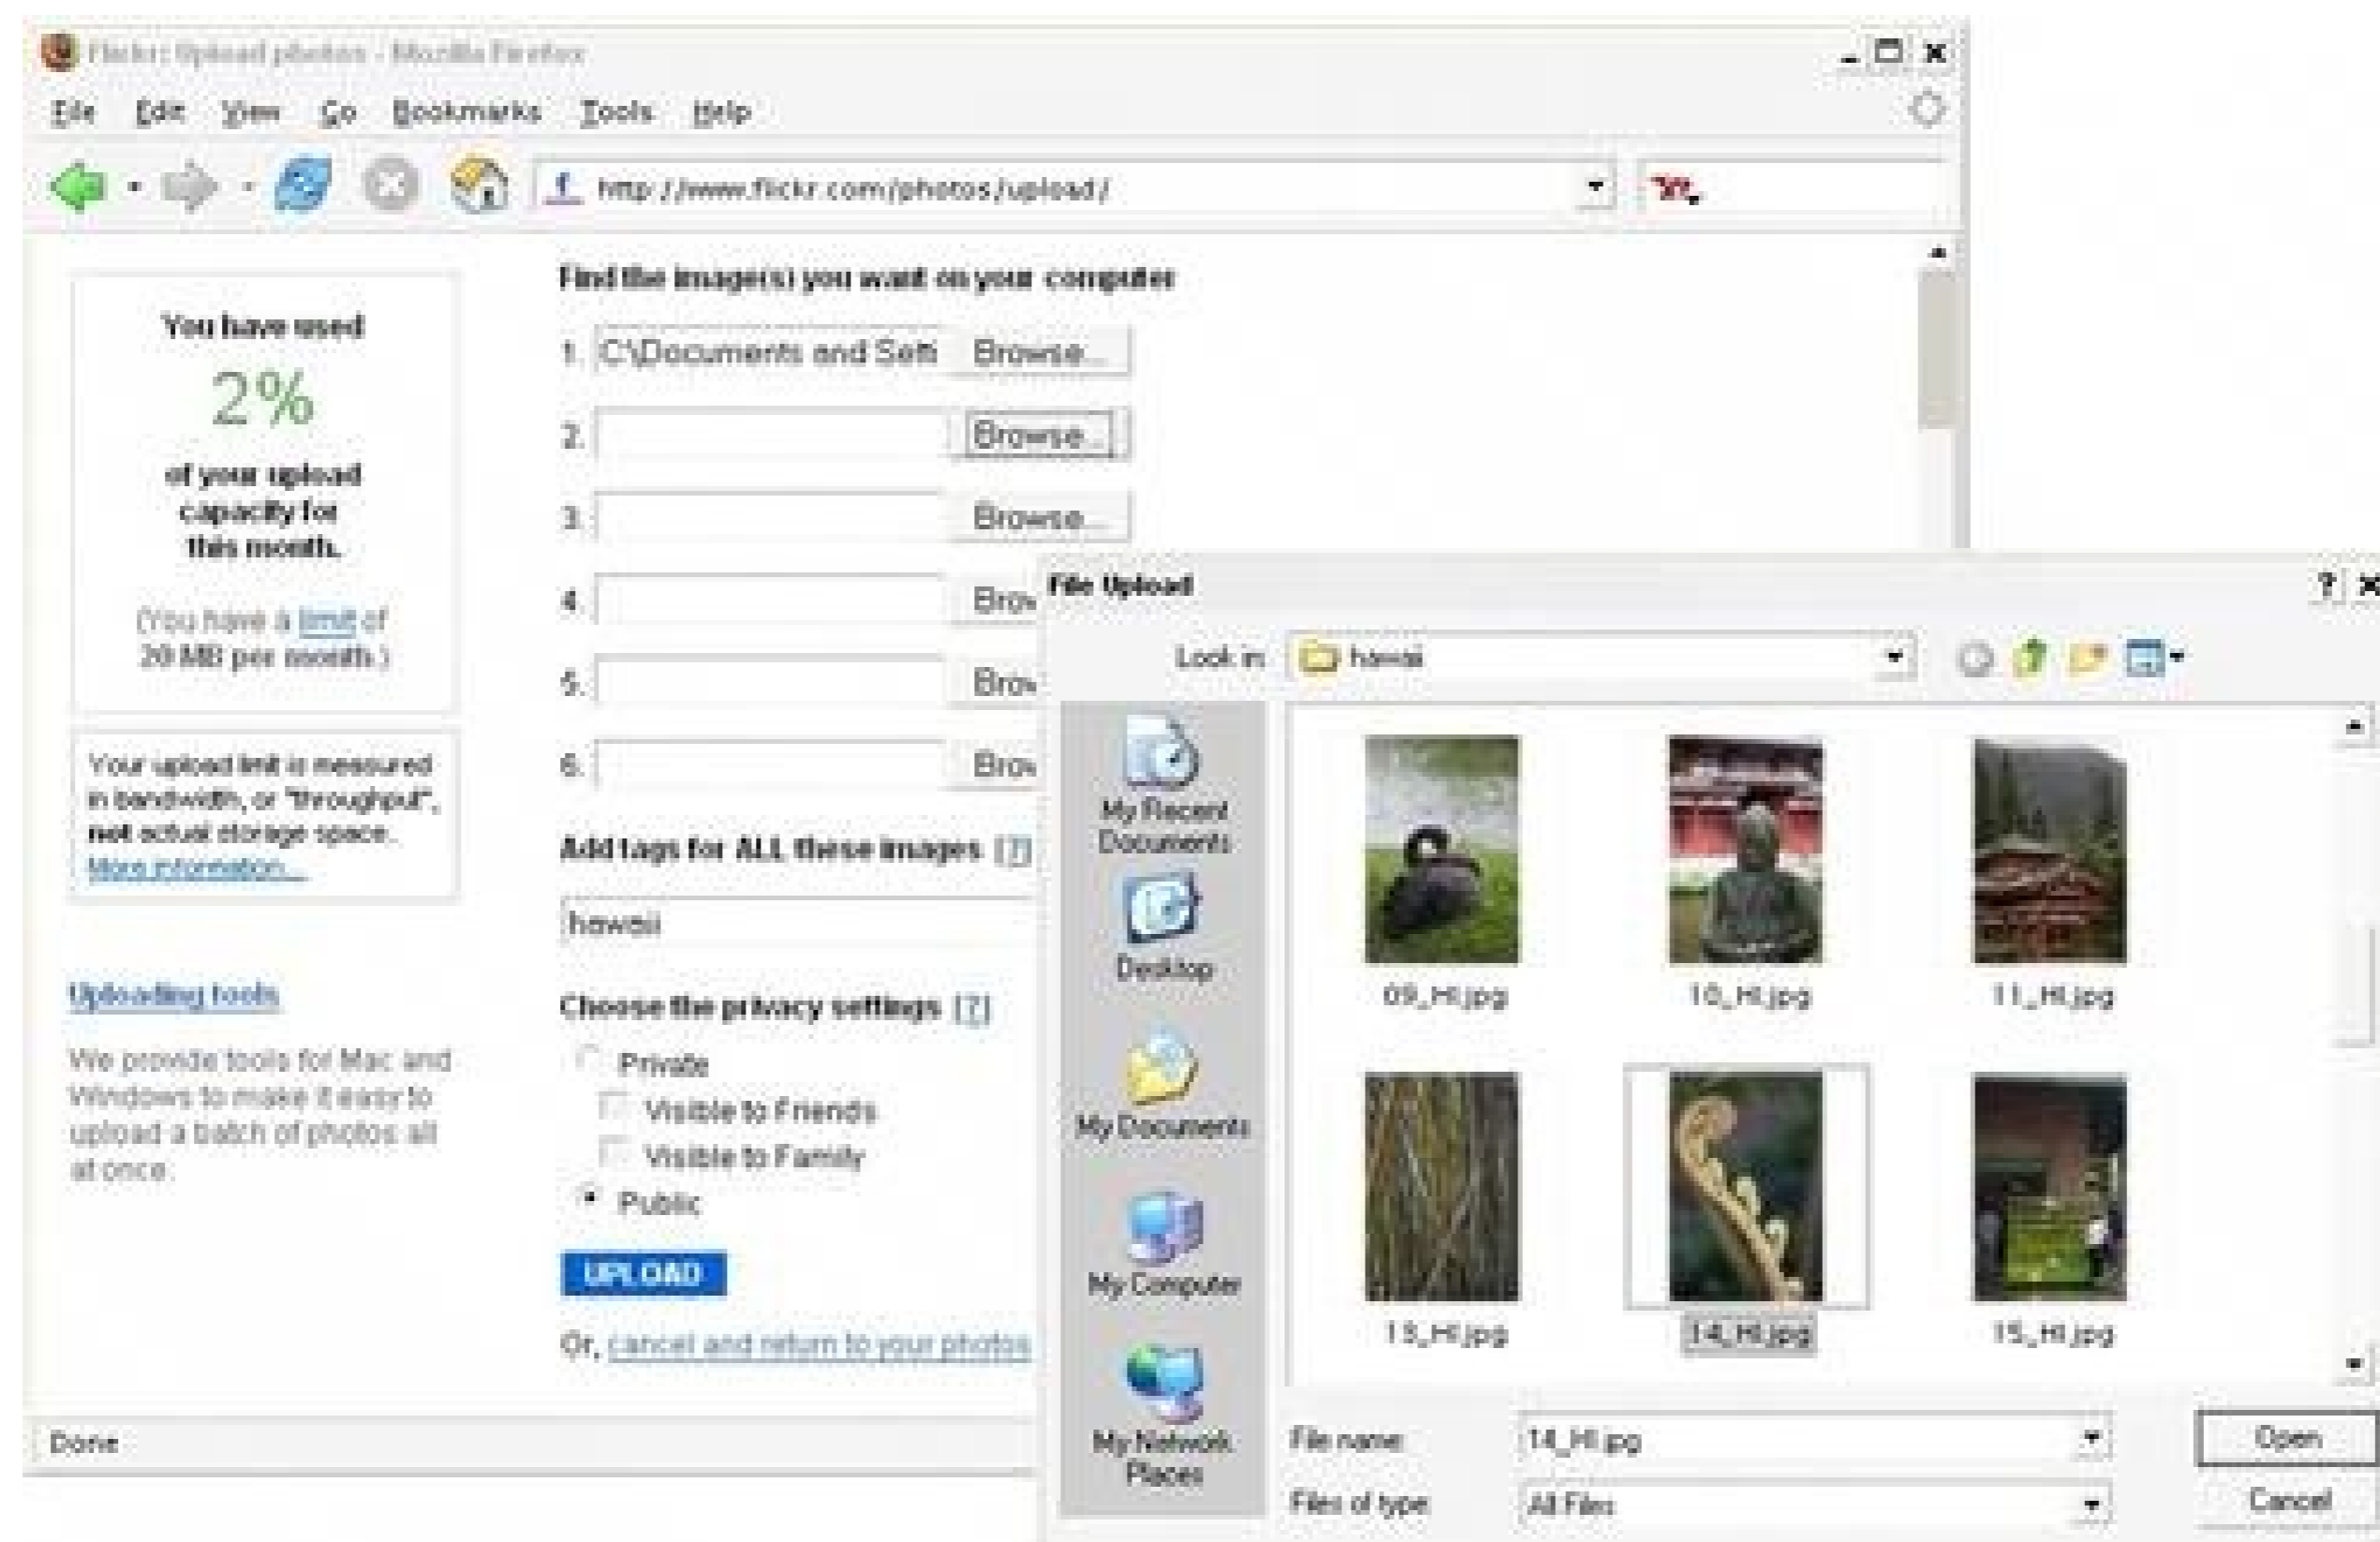 Flickr: Upload photos - Mozilla Firefox
File Edit View Go Bookmarks Tools Help
http://www.flickr.com/photos/upload/
You have used
2%
of your upload
capacity for
this month.
(You have a limit of
20 MB per month.)
Your upload limit is measured
in bandwidth, or "throughput",
not actual storage space.
More information...
Uploading tools
We provide tools for Mac and
Windows to make it easy to
upload a batch of photos all
at once.
Find the image(s) you want on your computer
1. C:\Documents and Setti Browse...
2. Browse...
3. Browse...
4. Brow
5. Brow
6. Brow
Add tags for ALL these images [?]
hawaii
Choose the privacy settings [?]
Private
Visible to Friends
Visible to Family
Public
UPLOAD
Or, cancel and return to your photos
Done
File Upload
Look in: hawaii
My Recent
Documents
Desktop
My Documents
My Computer
My Network
Places
09_HI.jpg 10_HI.jpg 11_HI.jpg
13_HI.jpg 14_HI.jpg 15_HI.jpg
File name: 14_HI.jpg Open
Files of type: All Files Cancel